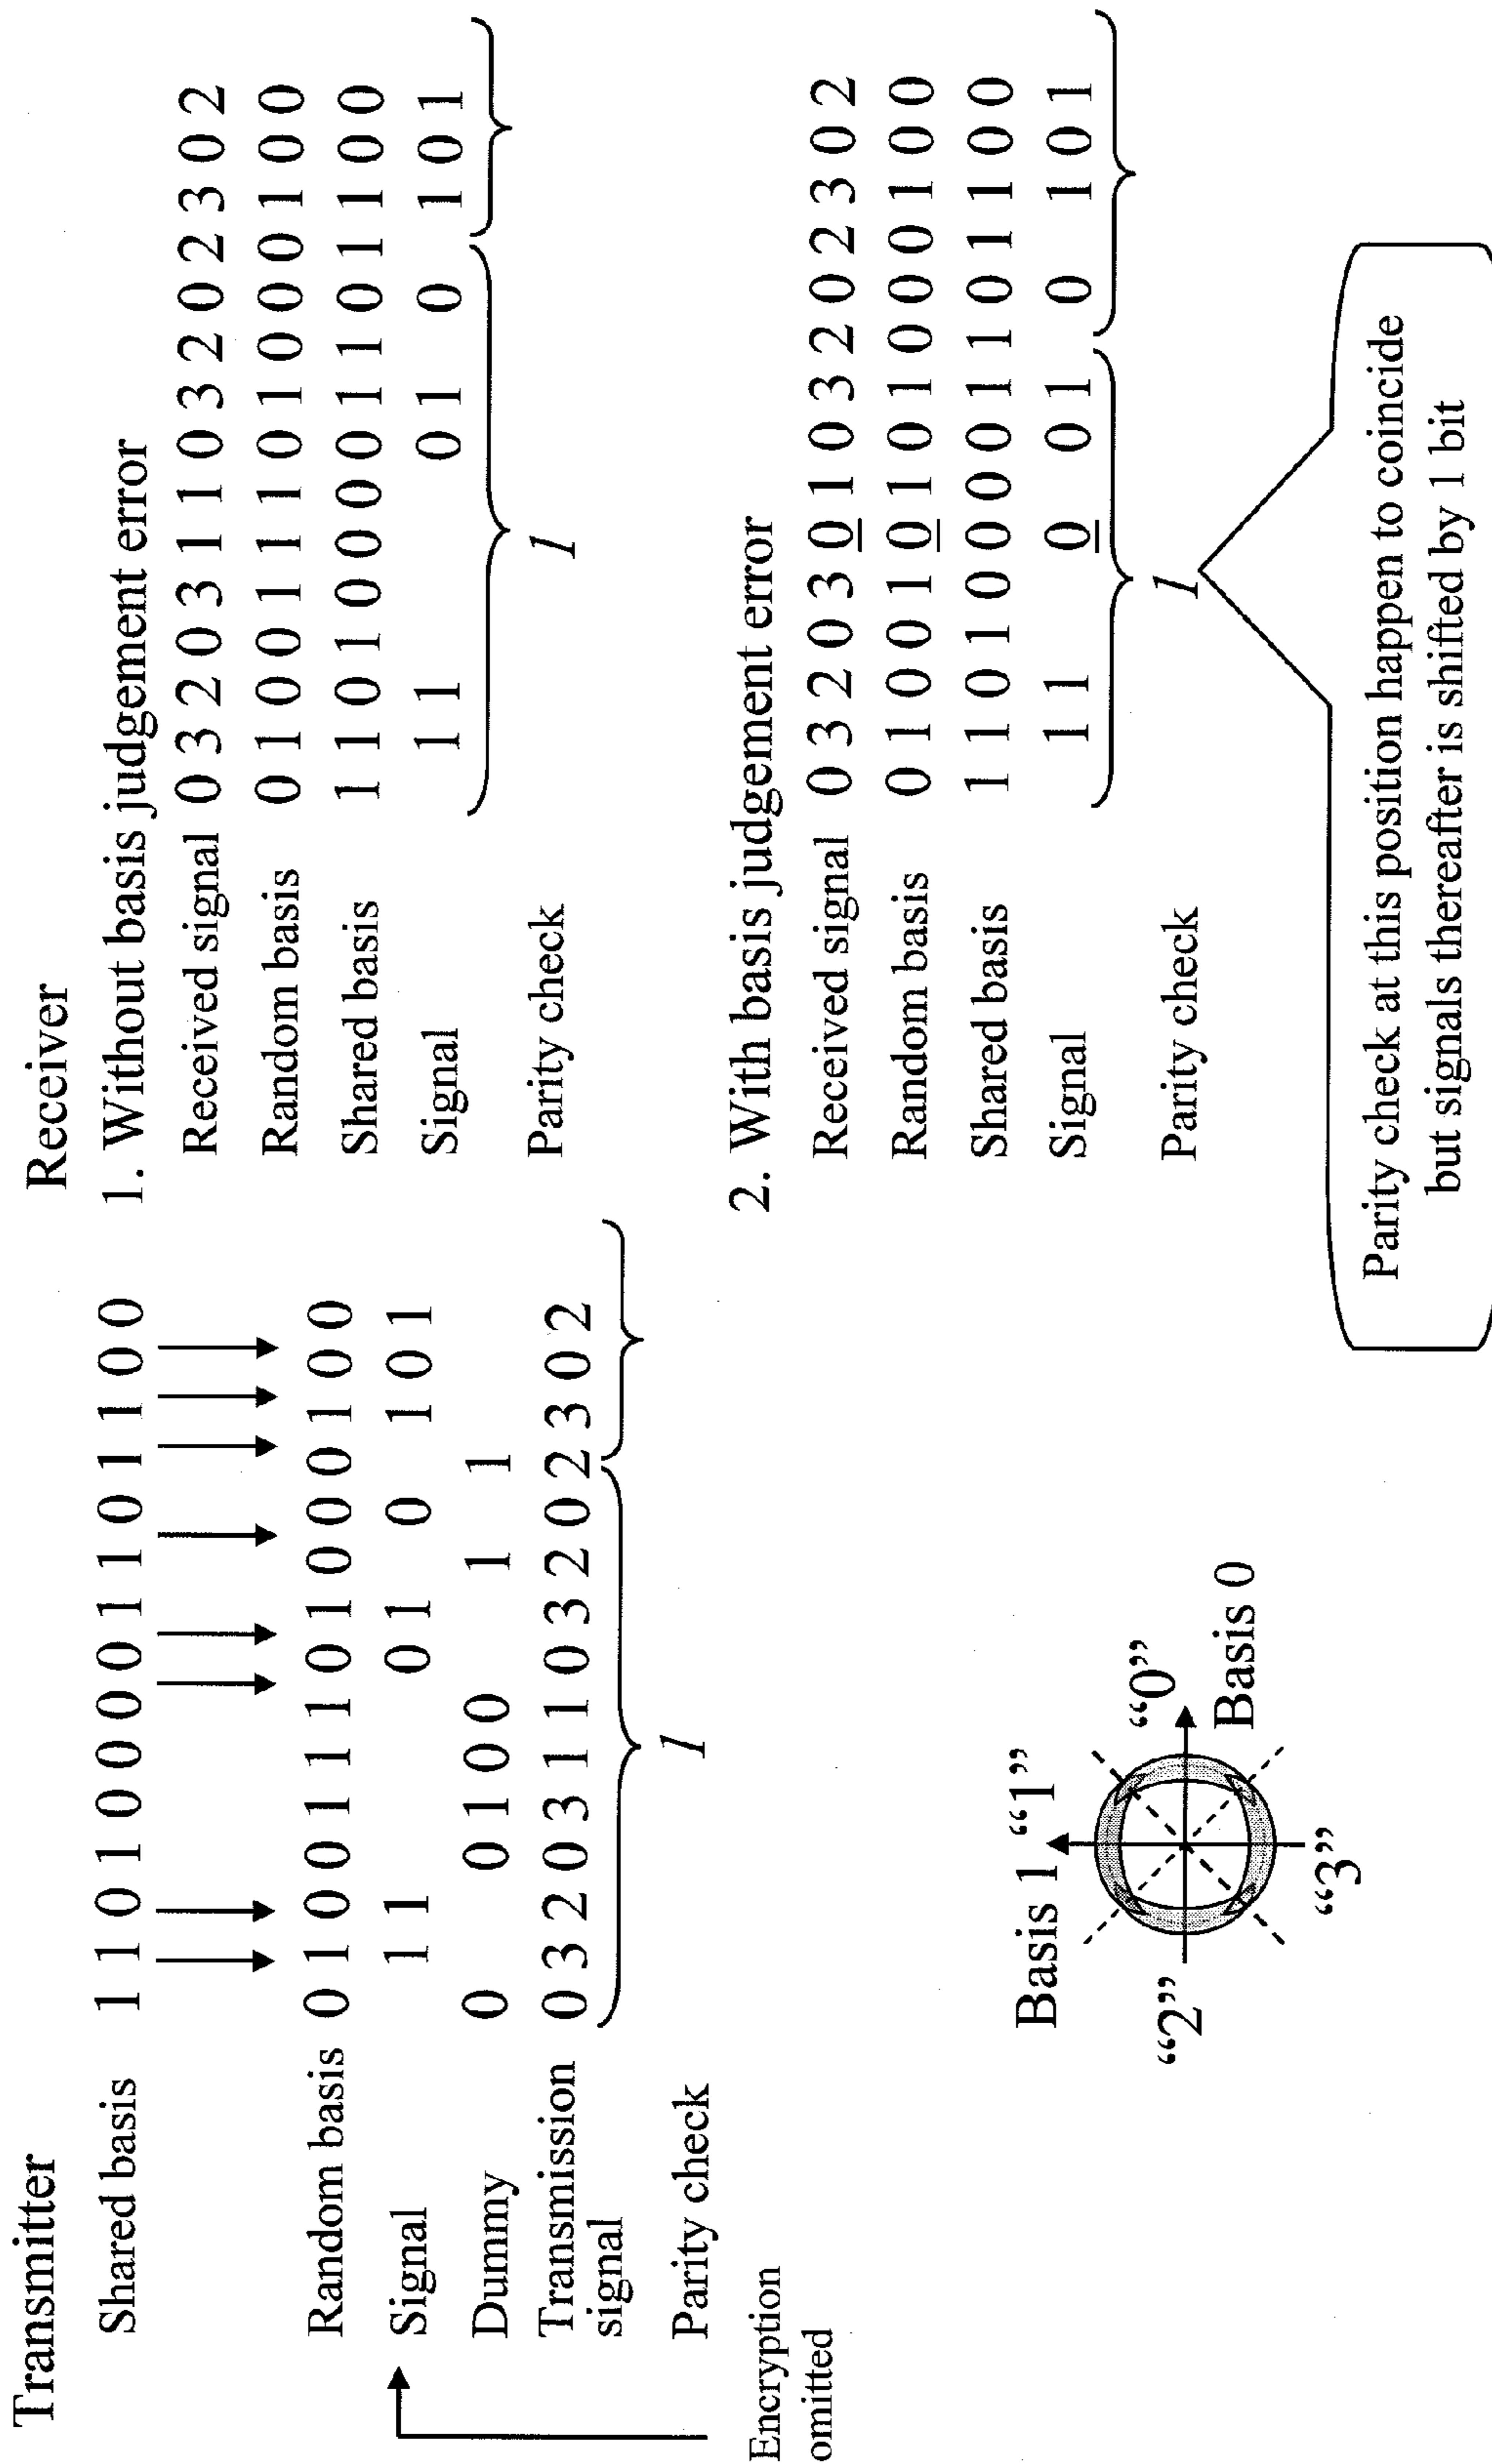 Transmitter
Shared basis 1 1 0 1 0 0 0 0 1 1 0 1 1 0 0
Random basis 0 1 0 0 1 1 1 0 1 0 0 0 1 0 0
Signal 1 1 0 1 0 1 0 1
Dummy 0 0 1 0 0 1 1
Transmission
signal 0 3 2 0 3 1 1 0 3 2 0 2 3 0 2
Parity check 1
Encryption
omitted
Basis 1 “1”
“2” “0”
Basis 0
“3”
Receiver
1. Without basis judgement error
Received signal 0 3 2 0 3 1 1 0 3 2 0 2 3 0 2
Random basis 0 1 0 0 1 1 1 0 1 0 0 0 1 0 0
Shared basis 1 1 0 1 0 0 0 0 1 1 0 1 1 0 0
Signal 1 1 0 1 0 1 0 1
Parity check 1
2. With basis judgement error
Received signal 0 3 2 0 3 0 1 0 3 2 0 2 3 0 2
Random basis 0 1 0 0 1 0 1 0 1 0 0 0 1 0 0
Shared basis 1 1 0 1 0 0 0 0 1 1 0 1 1 0 0
Signal 1 1 0 0 1 0 1 0 1
Parity check 1
Parity check at this position happen to coincide
but signals thereafter is shifted by 1 bit